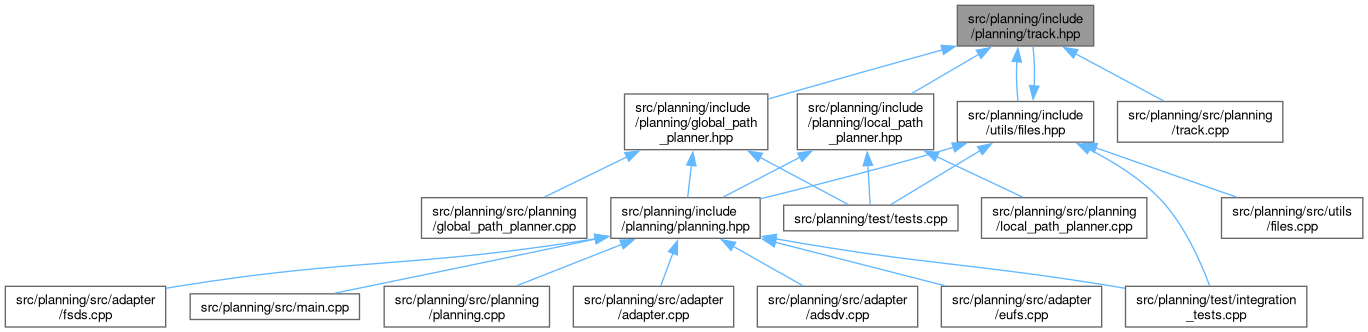 src/planning/include
/planning/track.hpp
src/planning/include
/planning/global_path
_planner.hpp
src/planning/include
/planning/local_path
_planner.hpp
src/planning/include
/utils/files.hpp
src/planning/src/planning
/track.cpp
src/planning/src/planning
/global_path_planner.cpp
src/planning/include
/planning/planning.hpp
src/planning/test/tests.cpp
src/planning/src/planning
/local_path_planner.cpp
src/planning/src/utils
/files.cpp
src/planning/src/adapter
/fsds.cpp
src/planning/src/main.cpp
src/planning/src/planning
/planning.cpp
src/planning/src/adapter
/adapter.cpp
src/planning/src/adapter
/adsdv.cpp
src/planning/src/adapter
/eufs.cpp
src/planning/test/integration
_tests.cpp